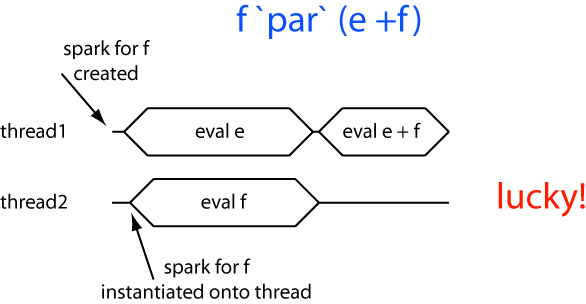 f `par` (e +f)
spark for f
created
thread1
eval e
eval e + f
thread2
eval f
lucky!
spark for f
instantiated onto thread